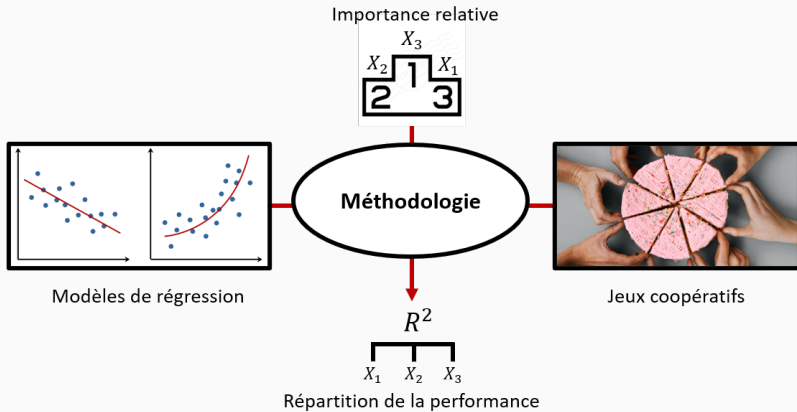 Importance relative
X₃
X₂ X₁
1
2 3
Méthodologie
Modèles de régression
Jeux coopératifs
R²
X₁ X₂ X₃
Répartition de la performance